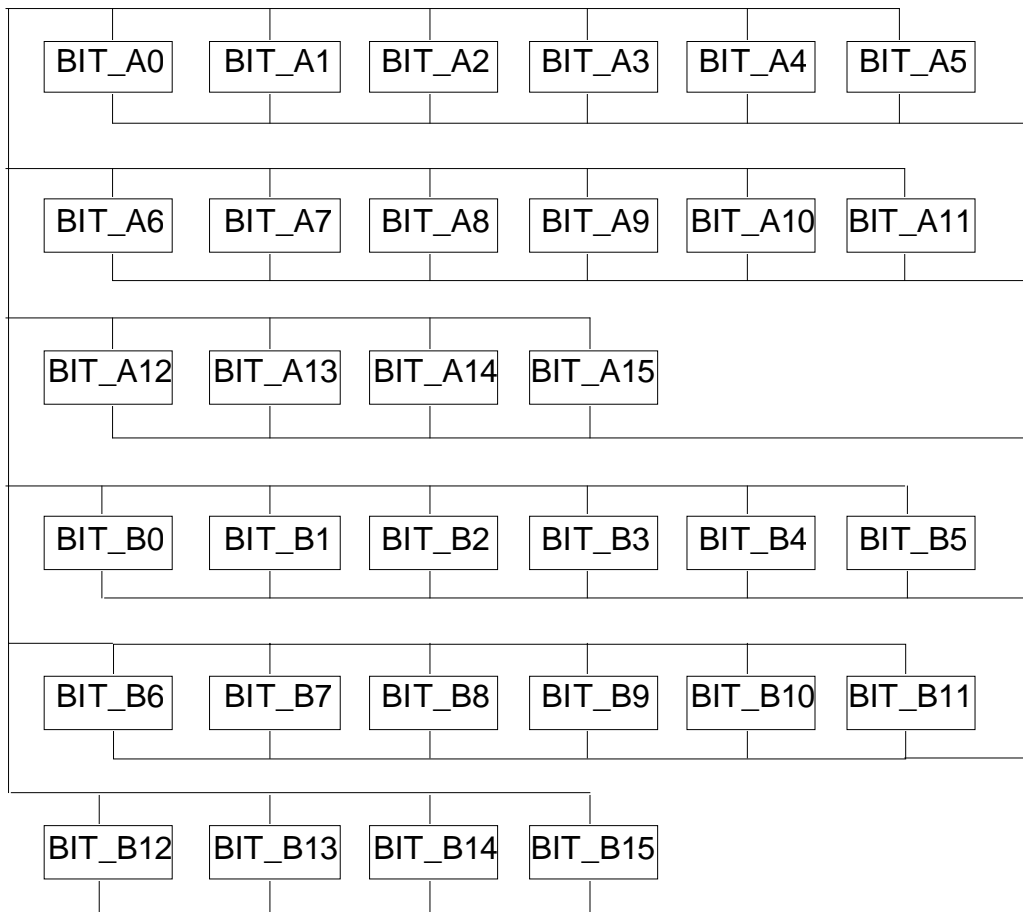 BIT_A0 BIT_A1 BIT_A2 BIT_A3 BIT_A4 BIT_A5
BIT_A6 BIT_A7 BIT_A8 BIT_A9 BIT_A10 BIT_A11
BIT_A12 BIT_A13 BIT_A14 BIT_A15
BIT_B0 BIT_B1 BIT_B2 BIT_B3 BIT_B4 BIT_B5
BIT_B6 BIT_B7 BIT_B8 BIT_B9 BIT_B10 BIT_B11
BIT_B12 BIT_B13 BIT_B14 BIT_B15